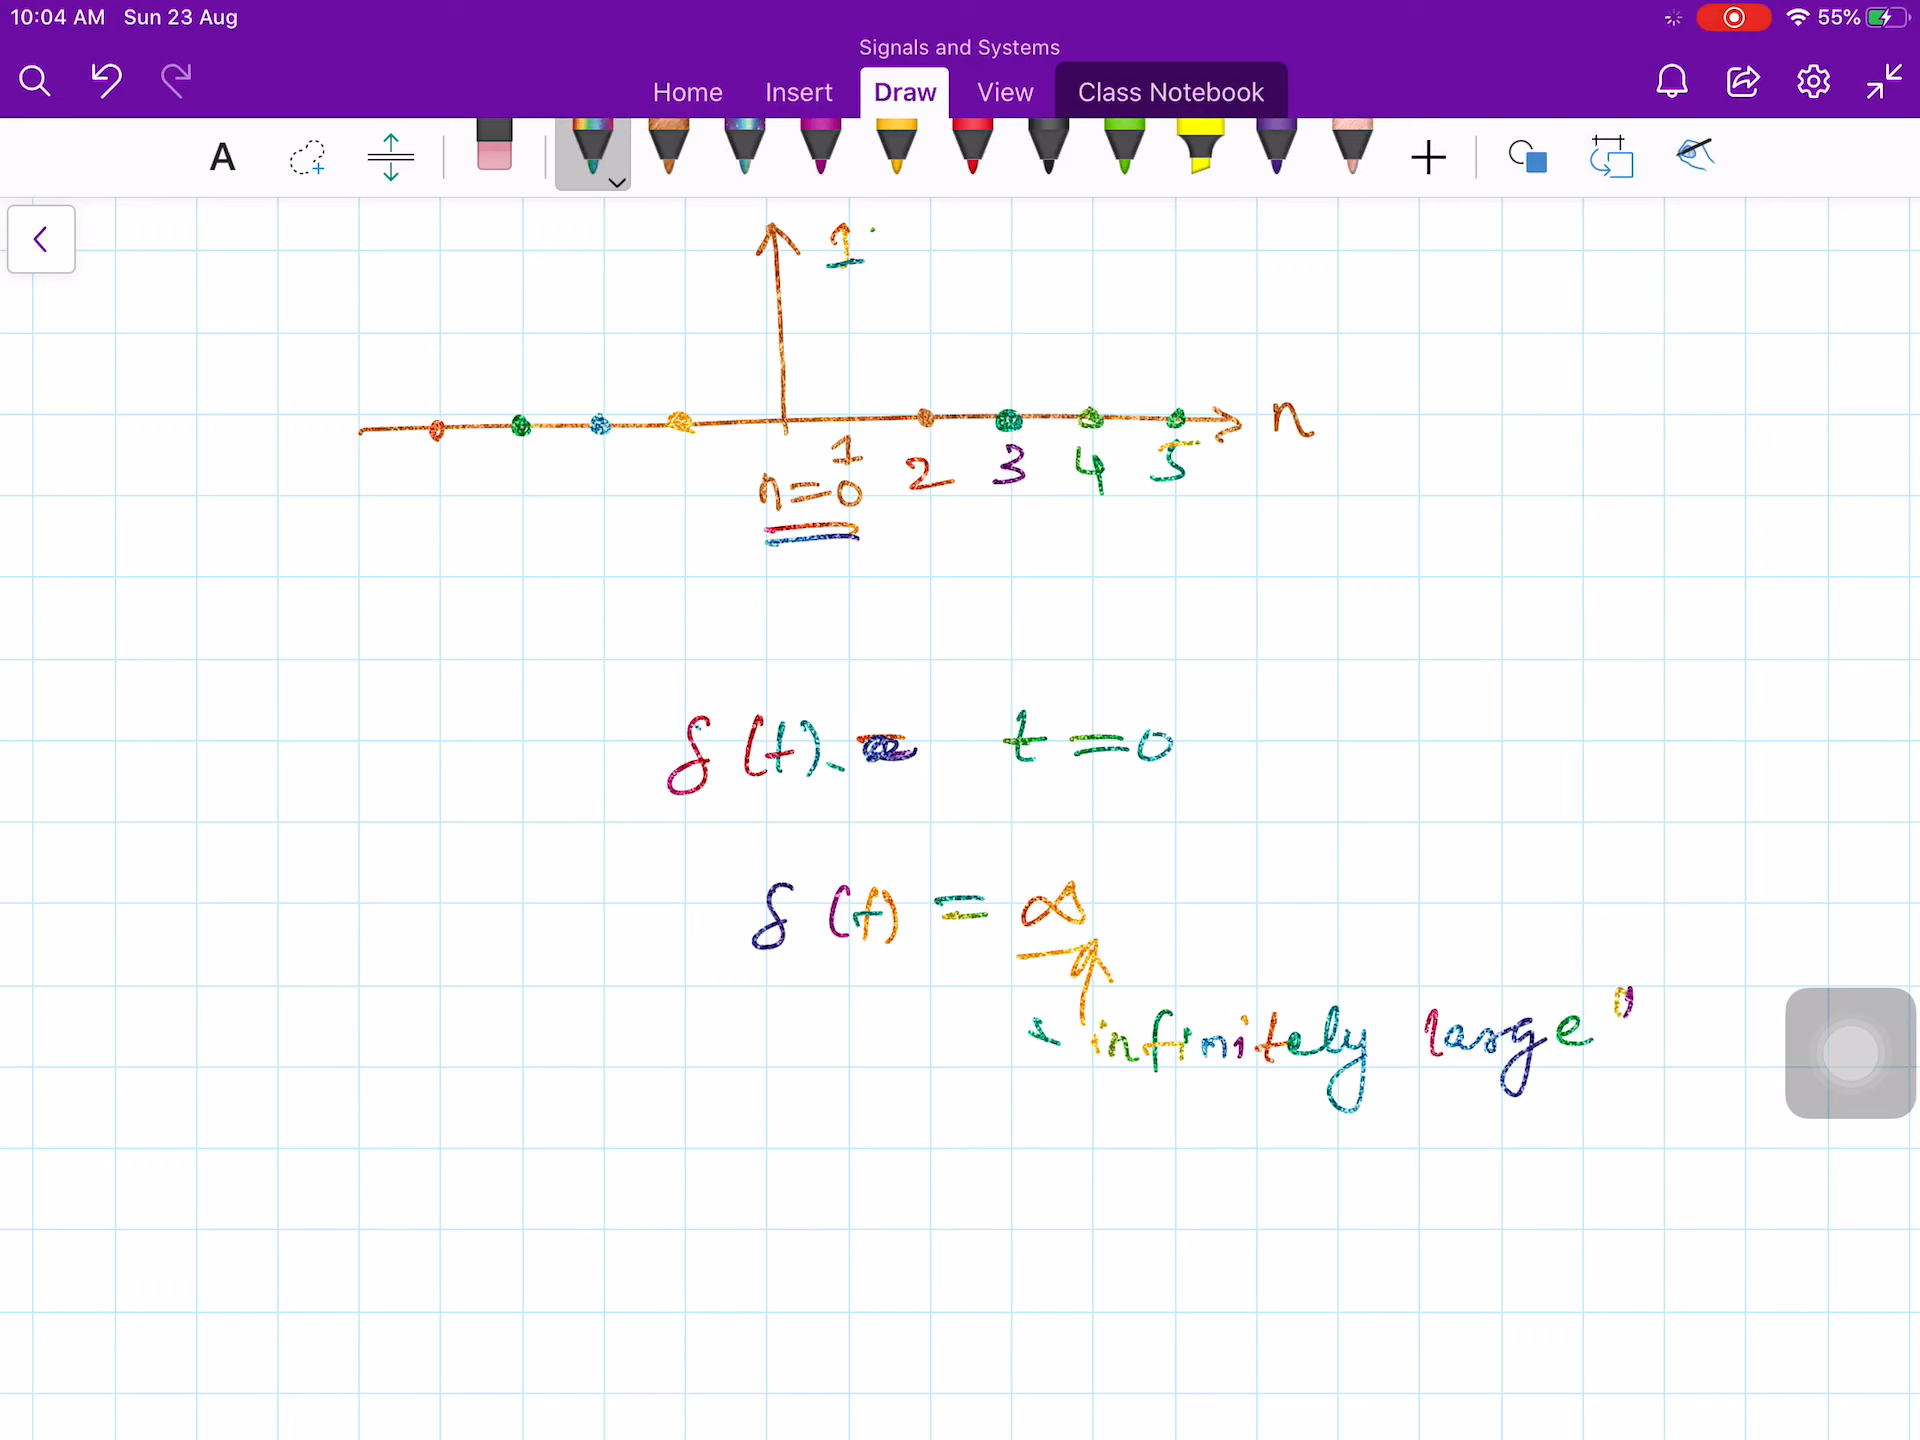 10:04 AM Sun 23 Aug 55%
Signals and Systems
Home Insert Draw View Class Notebook
A
1
n
1 2 3 4 5
n=0
δ(t) = t=0
δ(t) = ∞
"infinitely large"